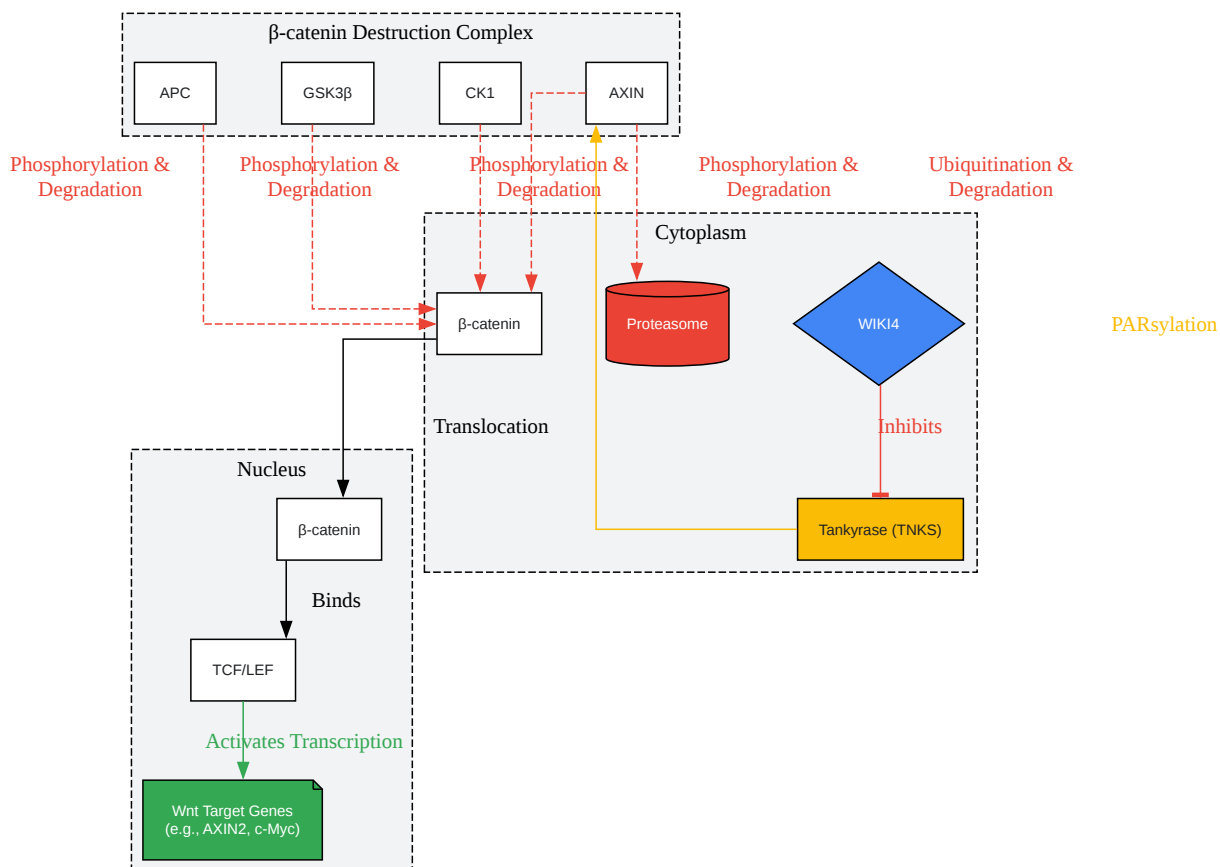 β-catenin Destruction Complex
APC
GSK3β
CK1
AXIN
Phosphorylation &
Degradation
Phosphorylation &
Degradation
Phosphorylation &
Degradation
Phosphorylation &
Degradation
Ubiquitination &
Degradation
Cytoplasm
β-catenin
Proteasome
WIKI4
PARsylation
Translocation
Inhibits
Nucleus
β-catenin
Tankyrase (TNKS)
Binds
TCF/LEF
Activates Transcription
Wnt Target Genes
(e.g., AXIN2, c-Myc)